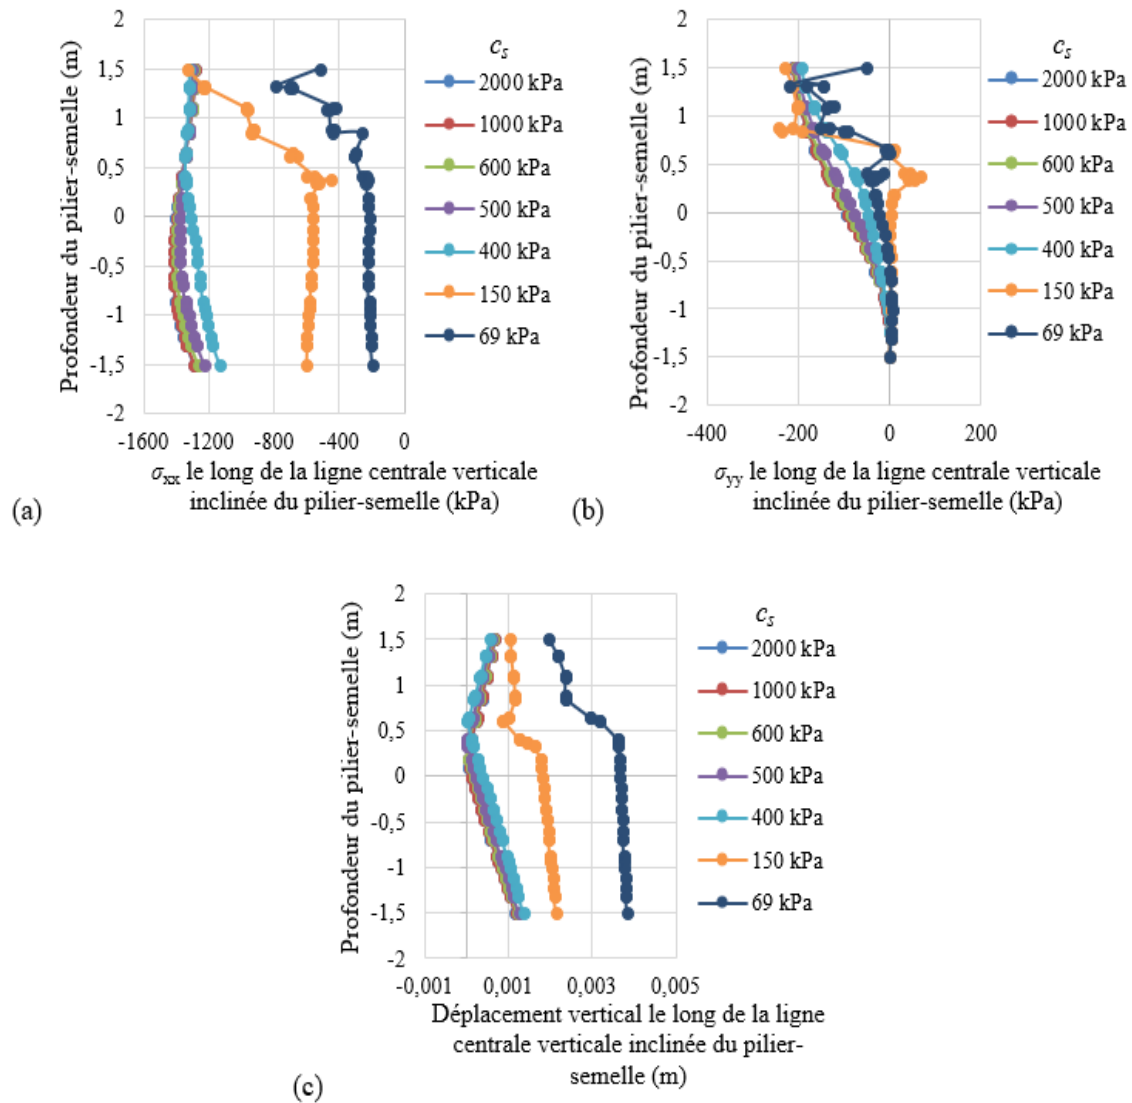 2
1,5
1
0,5
0
-0,5
-1
-1,5
-2
Profondeur du pilier-semelle (m)
-1600 -1200 -800 -400 0
σxx le long de la ligne centrale verticale
inclinée du pilier-semelle (kPa)
(a)
cs
2000 kPa
1000 kPa
600 kPa
500 kPa
400 kPa
150 kPa
69 kPa
2
1,5
1
0,5
0
-0,5
-1
-1,5
-2
Profondeur du pilier-semelle (m)
-400 -200 0 200
σyy le long de la ligne centrale verticale
inclinée du pilier-semelle (kPa)
(b)
cs
2000 kPa
1000 kPa
600 kPa
500 kPa
400 kPa
150 kPa
69 kPa
2
1,5
1
0,5
0
-0,5
-1
-1,5
-2
Profondeur du pilier-semelle (m)
-0,001 0,001 0,003 0,005
Déplacement vertical le long de la ligne
centrale verticale inclinée du pilier-
semelle (m)
(c)
cs
2000 kPa
1000 kPa
600 kPa
500 kPa
400 kPa
150 kPa
69 kPa